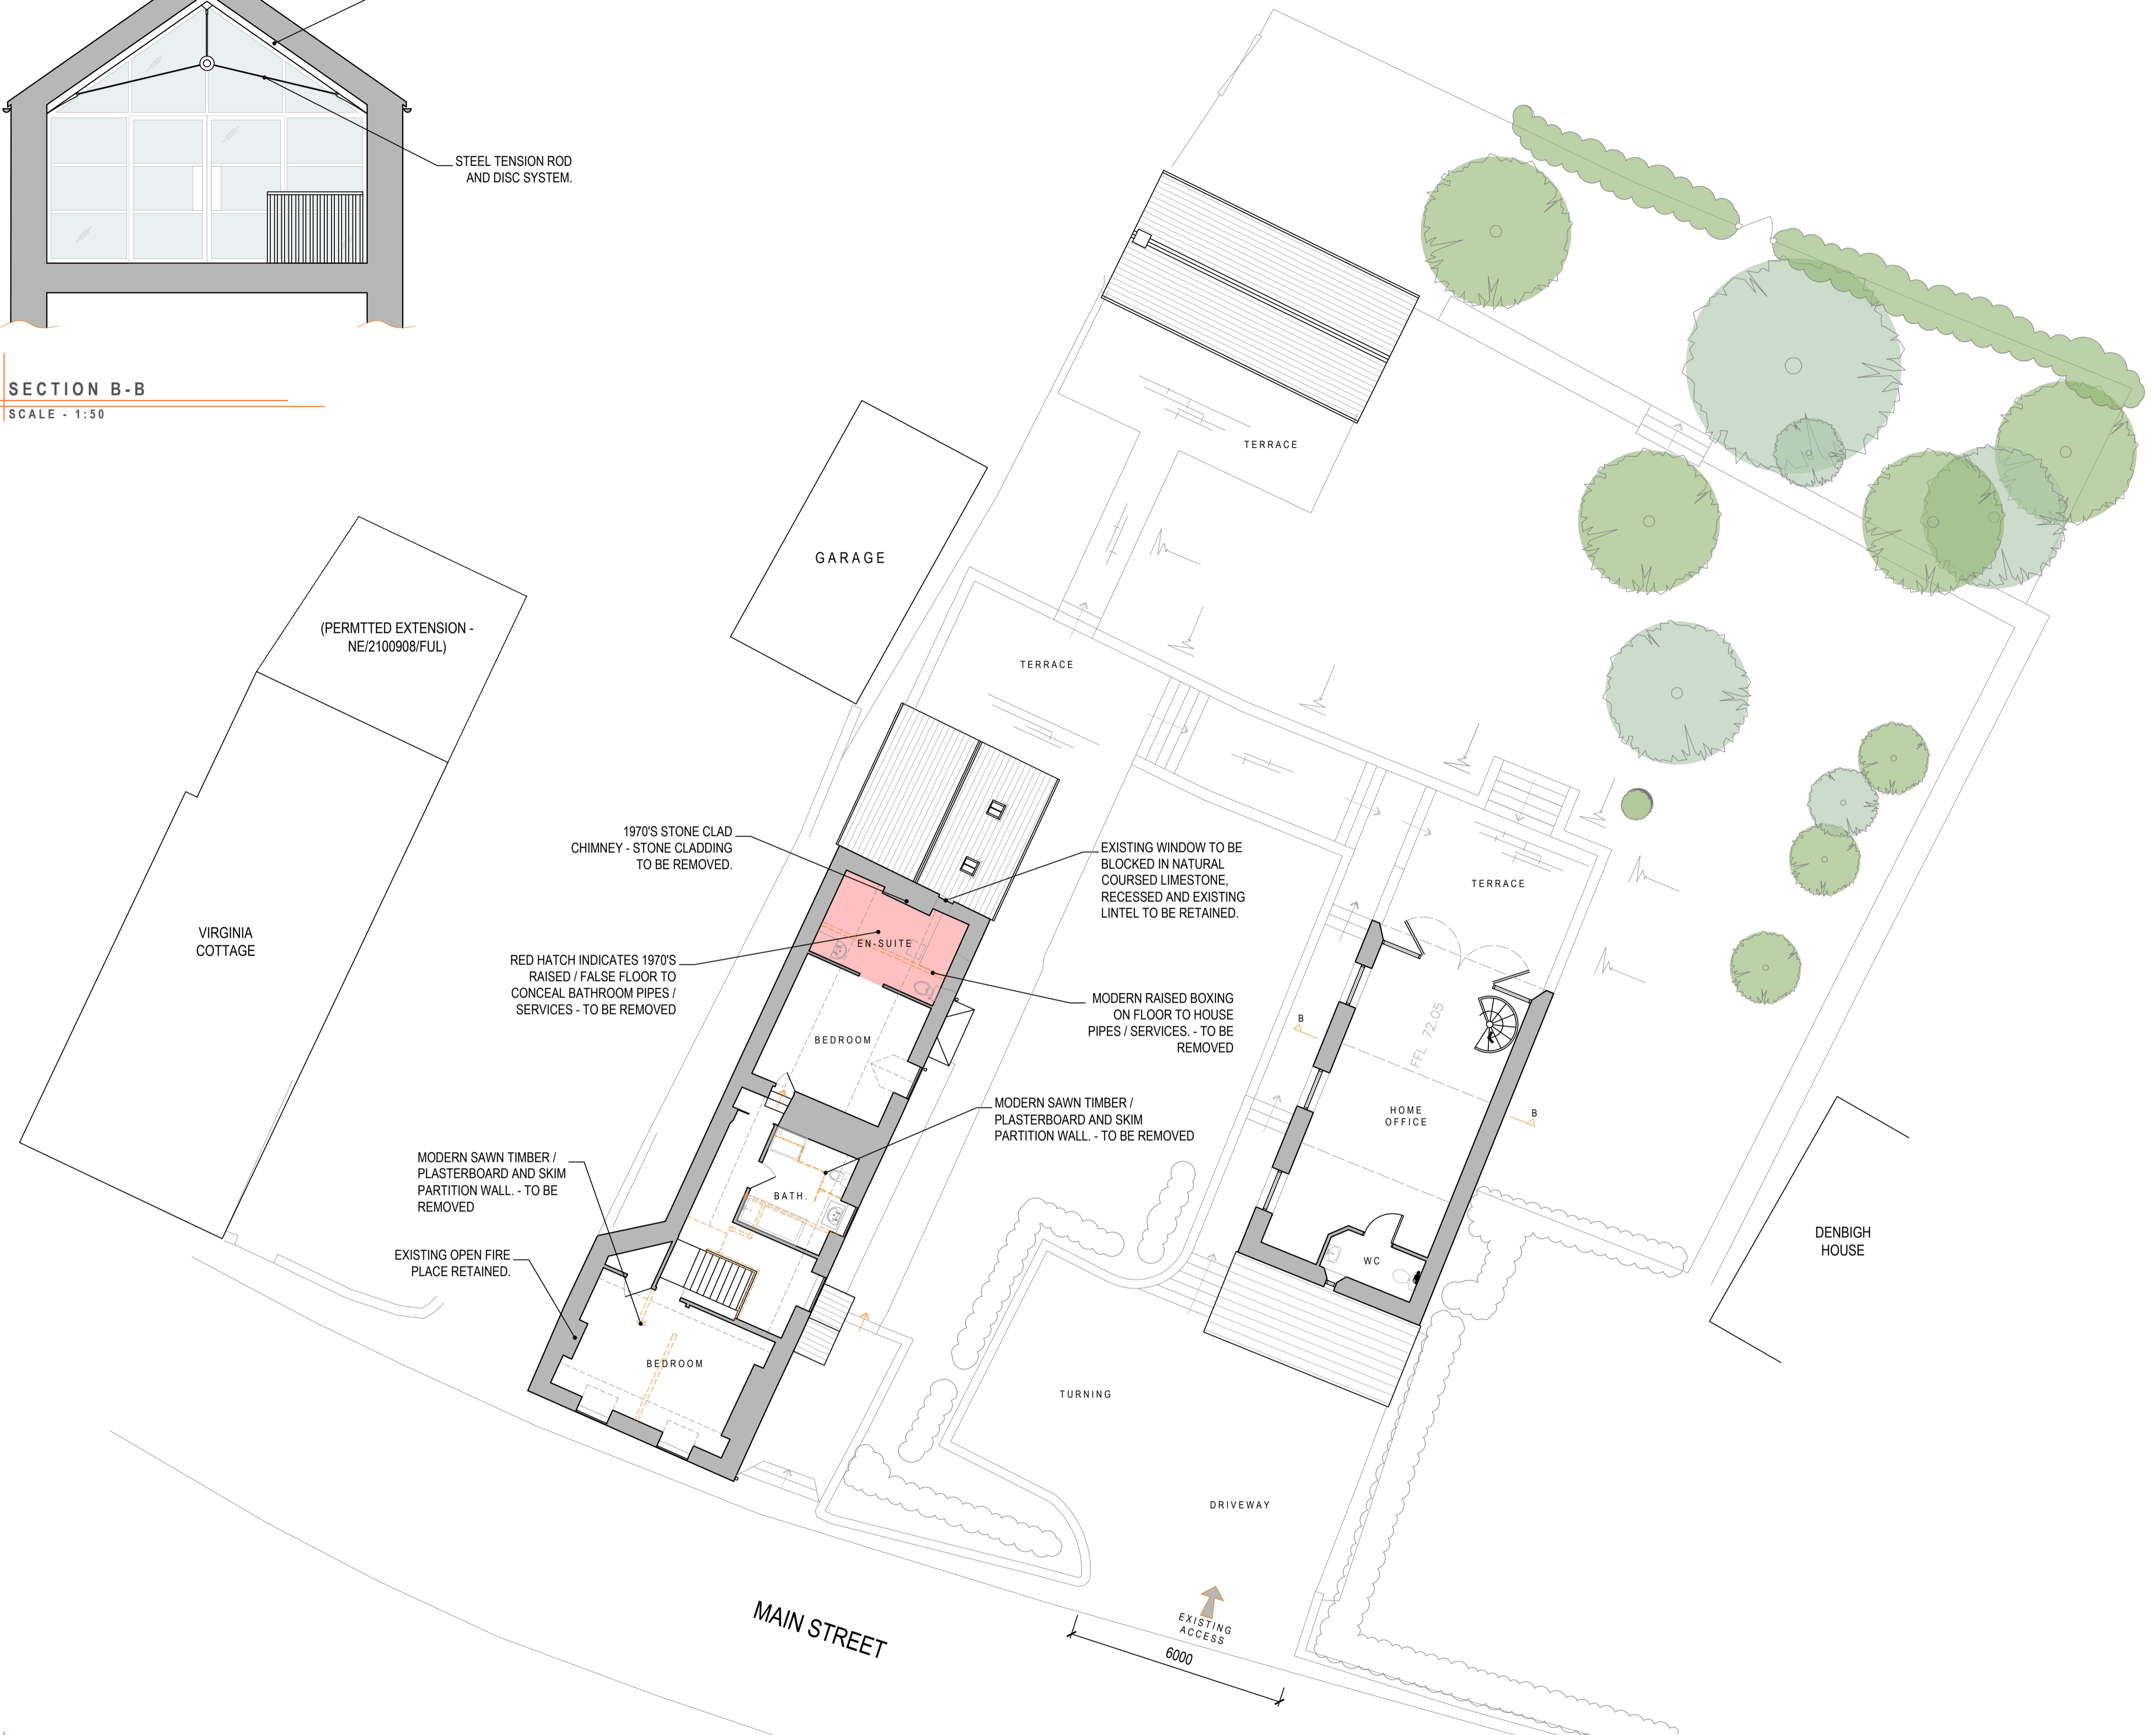 STEEL TENSION ROD
AND DISC SYSTEM.
SECTION B-B
SCALE - 1:50
TERRACE
GARAGE
(PERMTTED EXTENSION -
NE/2100908/FUL)
TERRACE
1970'S STONE CLAD
CHIMNEY - STONE CLADDING
TO BE REMOVED.
EXISTING WINDOW TO BE
BLOCKED IN NATURAL
COURSED LIMESTONE,
RECESSED AND EXISTING
LINTEL TO BE RETAINED.
TERRACE
VIRGINIA
COTTAGE
EN-SUITE
RED HATCH INDICATES 1970'S
RAISED / FALSE FLOOR TO
CONCEAL BATHROOM PIPES /
SERVICES - TO BE REMOVED
MODERN RAISED BOXING
ON FLOOR TO HOUSE
PIPES / SERVICES. - TO BE
REMOVED
B
FFL 72.05
BEDROOM
MODERN SAWN TIMBER /
PLASTERBOARD AND SKIM
PARTITION WALL. - TO BE REMOVED
HOME
OFFICE
B
MODERN SAWN TIMBER /
PLASTERBOARD AND SKIM
PARTITION WALL. - TO BE
REMOVED
BATH.
EXISTING OPEN FIRE
PLACE RETAINED.
WC
DENBIGH
HOUSE
BEDROOM
TURNING
DRIVEWAY
MAIN STREET
EXISTING
ACCESS
6000